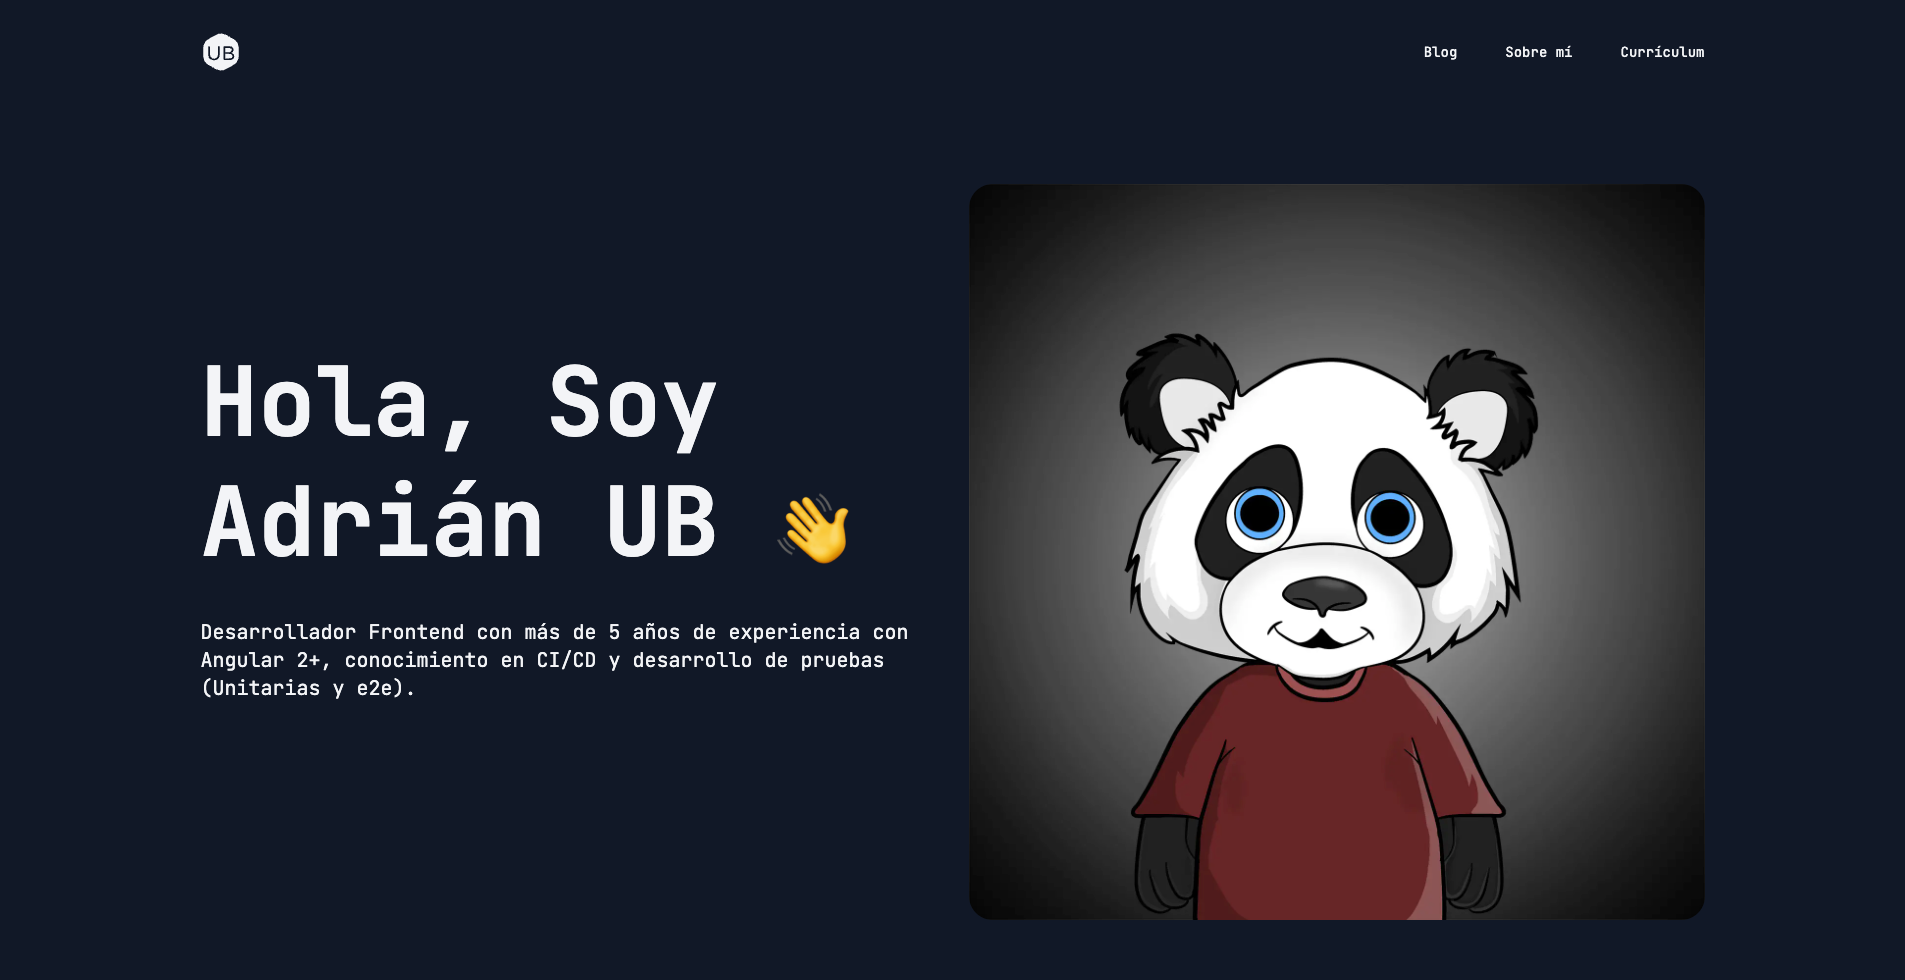 UB
Blog Sobre mí Currículum
Hola, Soy
Adrián UB 👋
Desarrollador Frontend con más de 5 años de experiencia con
Angular 2+, conocimiento en CI/CD y desarrollo de pruebas
(Unitarias y e2e).